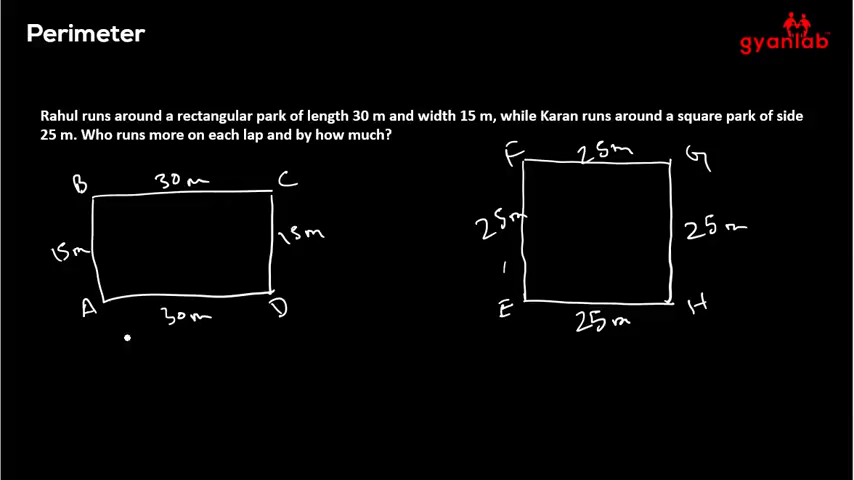 Perimeter
gyanlab
Rahul runs around a rectangular park of length 30 m and width 15 m, while Karan runs around a square park of side
25 m. Who runs more on each lap and by how much?
B 30 m C
15m 15m
A 30m D
F 25m G
25m 25 m
E 25m H